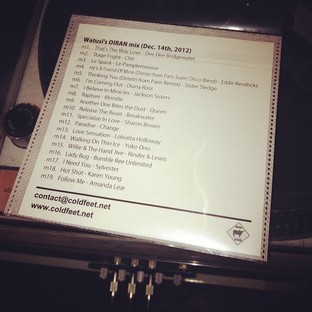 Watusi's OIRAN mix (Dec. 14th, 2012)
m1. That's The Way Love - Dee Dee Bridgewater
m2. Stage Fright - Chic
m3. Le Spank - Le Pamplemousse
m4. He's A Friend Of Mine (Dimitri from Paris Super Disco Blend) - Eddie Kendricks
m5. Thinking You (Dimitri from Paris Remix) - Sister Sledge
m6. I'm Coming Out - Diana Ross
m7. I Believe In Miracles - Jackson Sisters
m8. Rapture - Blondie
m9. Another One Bites the Dust - Queen
m10. Release The Beast - Breakwater
m11. Specialize In Love - Sharon Brown
m12. Paradise - Change
m13. Love Sensation - Loleatta Holloway
m14. Walking On Thin Ice - Yoko Ono
m15. Willie & The Hand Jive - Rinder & Lewis
m16. Lady Bug - Bumble Bee Unlimited
m17. I Need You - Sylvester
m18. Hot Shot - Karen Young
m19. Follow Me - Amanda Lear
contact@coldfeet.net
www.coldfeet.net